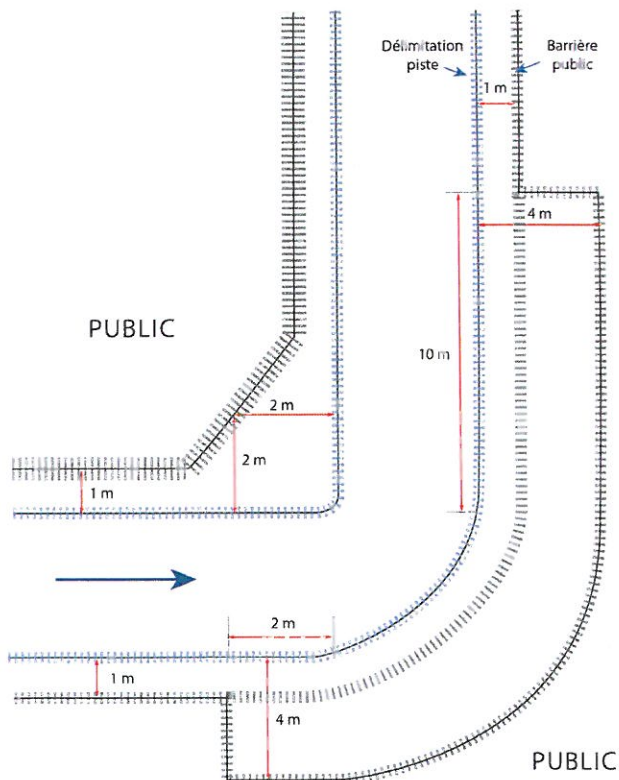 Délimitation
piste
Barrière
public
1 m
4 m
PUBLIC
10 m
2 m
2 m
1 m
2 m
1 m
4 m
PUBLIC